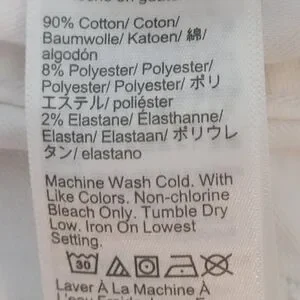 90% Cotton/ Coton/
Baumwolle/ Katoen/ 綿/
algodón
8% Polyester/ Polyester/
Polyester/ Polyester/ ポリ
エステル/ poliéster
2% Elastane/ Élasthanne/
Elastan/ Elastaan/ ポリウレ
タン/ elastano
Machine Wash Cold. With
Like Colors. Non-chlorine
Bleach Only. Tumble Dry
Low. Iron On Lowest
Setting.
30
Laver À La Machine À